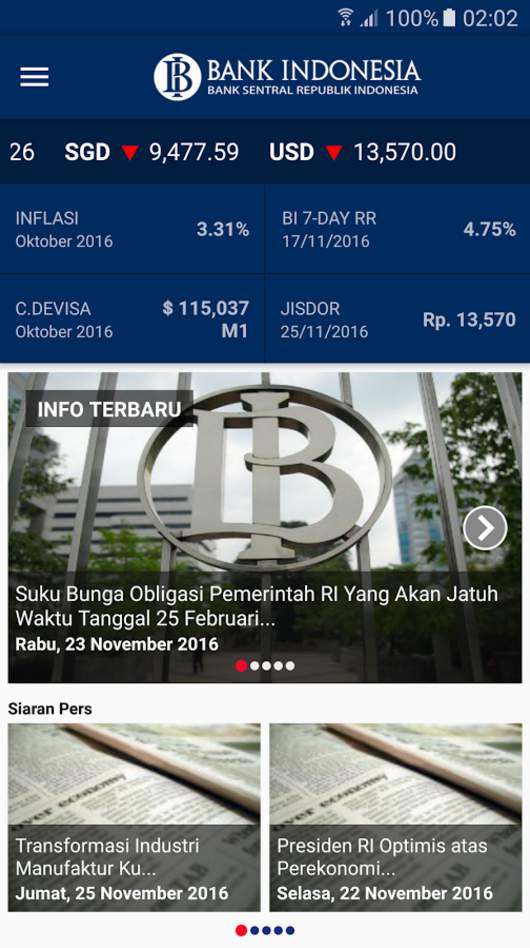 100% 02:02
BANK INDONESIA
BANK SENTRAL REPUBLIK INDONESIA
26 SGD 9,477.59 USD 13,570.00
INFLASI
Oktober 2016
3.31%
BI 7-DAY RR
17/11/2016
4.75%
C.DEVISA
Oktober 2016
$ 115,037
M1
JISDOR
25/11/2016
Rp. 13,570
INFO TERBARU
Suku Bunga Obligasi Pemerintah RI Yang Akan Jatuh
Waktu Tanggal 25 Februari...
Rabu, 23 November 2016
Siaran Pers
over economy
Transformasi Industri
Manufaktur Ku...
Jumat, 25 November 2016
over economy
Presiden RI Optimis atas
Perekonomi...
Selasa, 22 November 2016